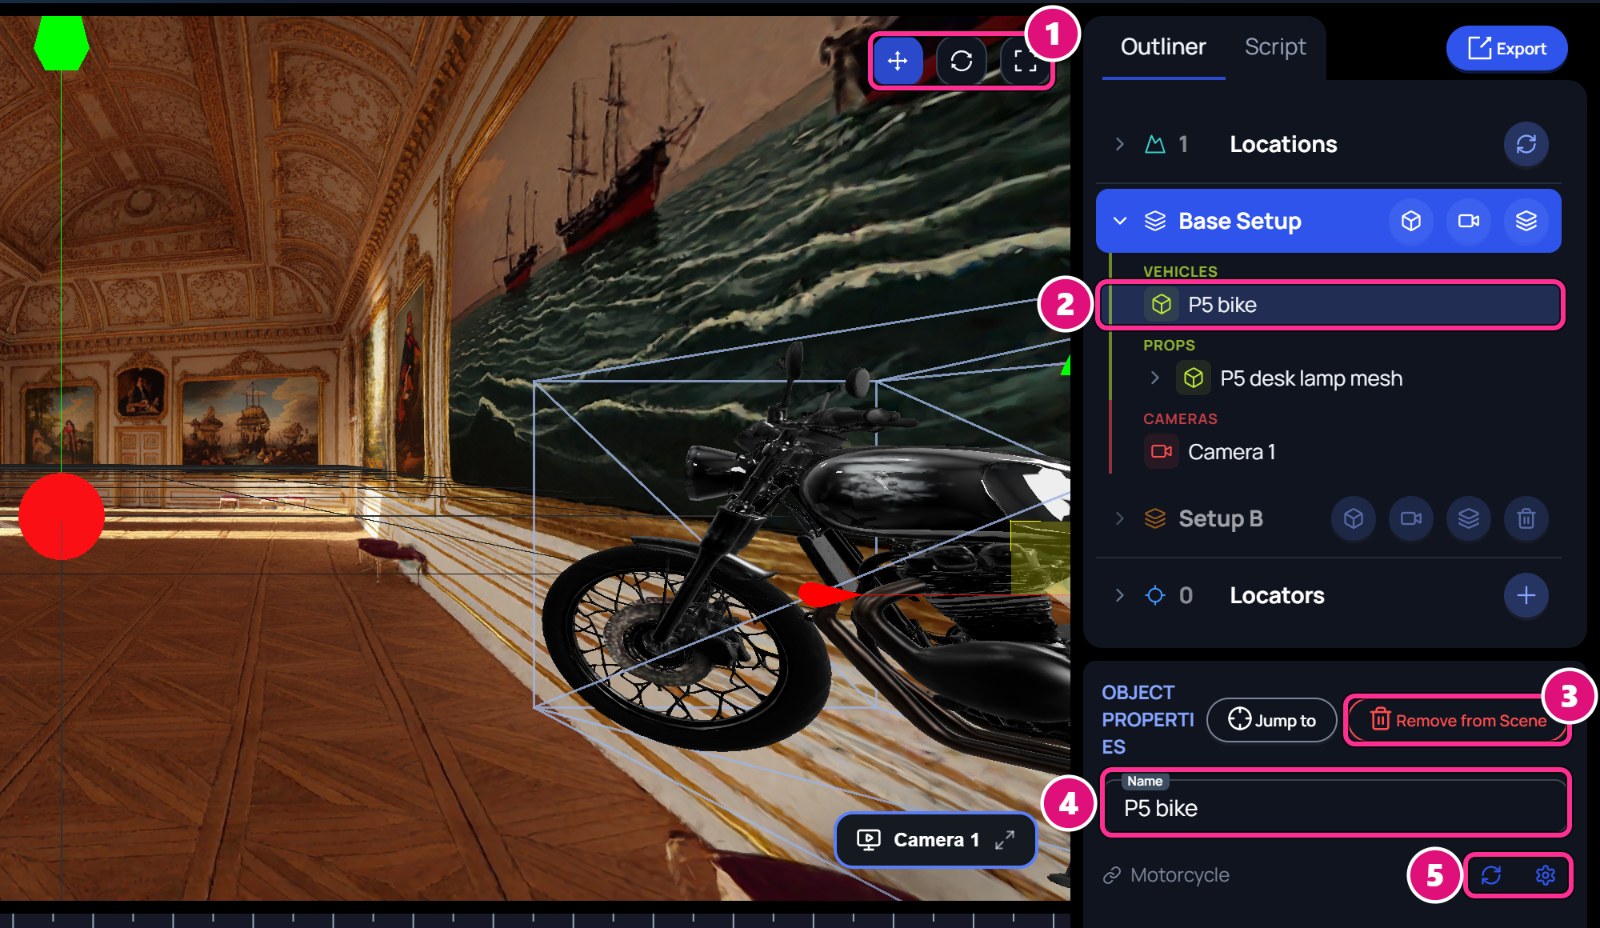 1
Outliner
Script
Export
1 Locations
Base Setup
VEHICLES
2
P5 bike
PROPS
P5 desk lamp mesh
CAMERAS
Camera 1
Setup B
0 Locators
OBJECT
PROPERTI
ES
Jump to
3
Remove from Scene
4
Name
P5 bike
Camera 1
Motorcycle
5